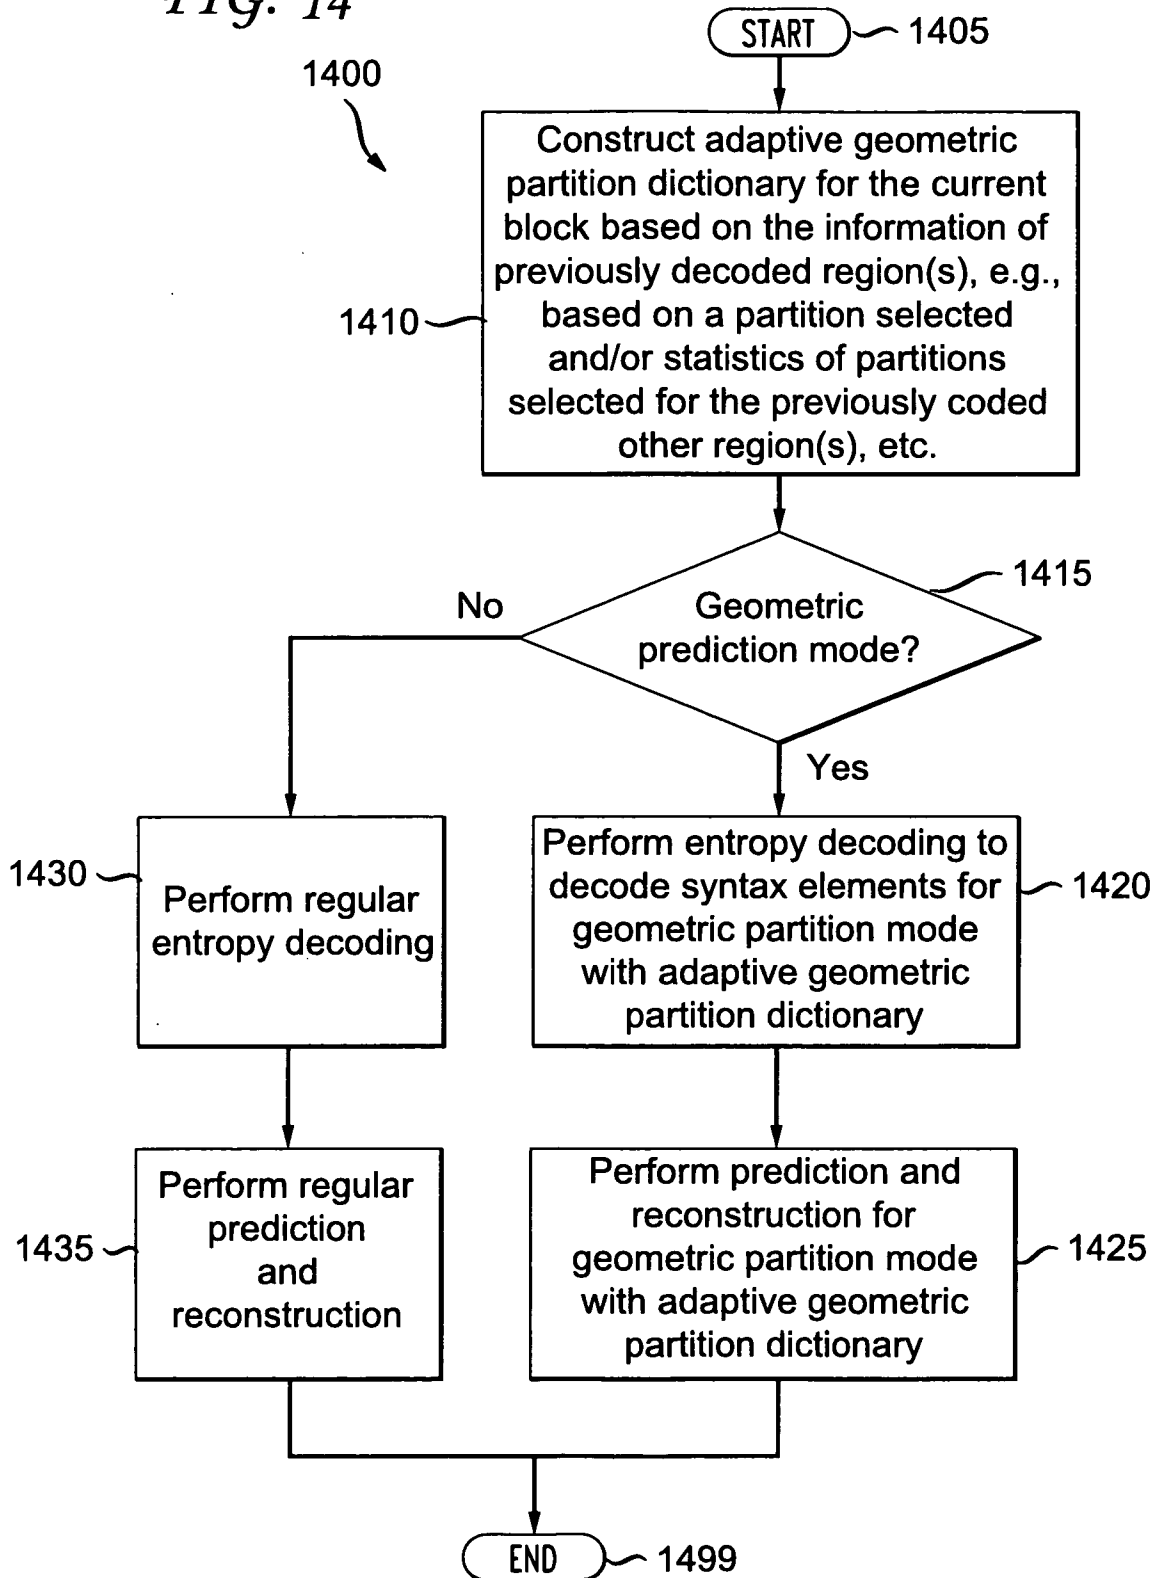 FIG. 14
START
1405
1400
Construct adaptive geometric
partition dictionary for the current
block based on the information of
previously decoded region(s), e.g.,
based on a partition selected
and/or statistics of partitions
selected for the previously coded
other region(s), etc.
1410
1415
Geometric
prediction mode?
No
Yes
1430
Perform regular
entropy decoding
Perform entropy decoding to
decode syntax elements for
geometric partition mode
with adaptive geometric
partition dictionary
1420
1435
Perform regular
prediction
and
reconstruction
Perform prediction and
reconstruction for
geometric partition mode
with adaptive geometric
partition dictionary
1425
END
1499